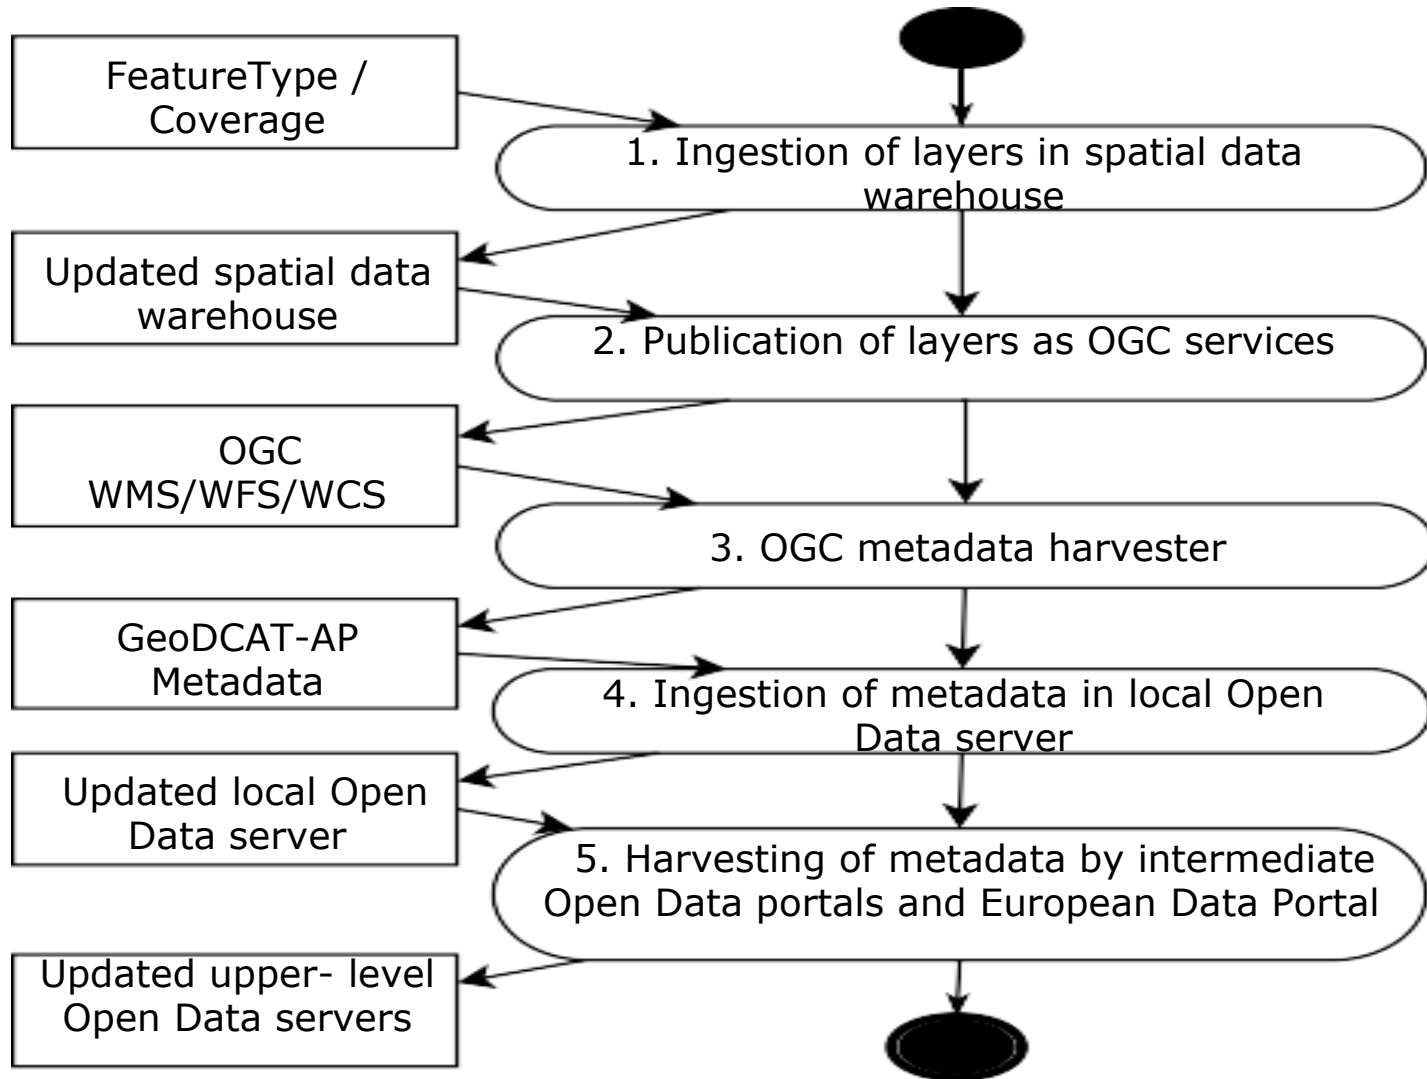 FeatureType /
Coverage
1. Ingestion of layers in spatial data
warehouse
Updated spatial data
warehouse
2. Publication of layers as OGC services
OGC
WMS/WFS/WCS
3. OGC metadata harvester
GeoDCAT-AP
Metadata
4. Ingestion of metadata in local Open
Data server
Updated local Open
Data server
5. Harvesting of metadata by intermediate
Open Data portals and European Data Portal
Updated upper- level
Open Data servers